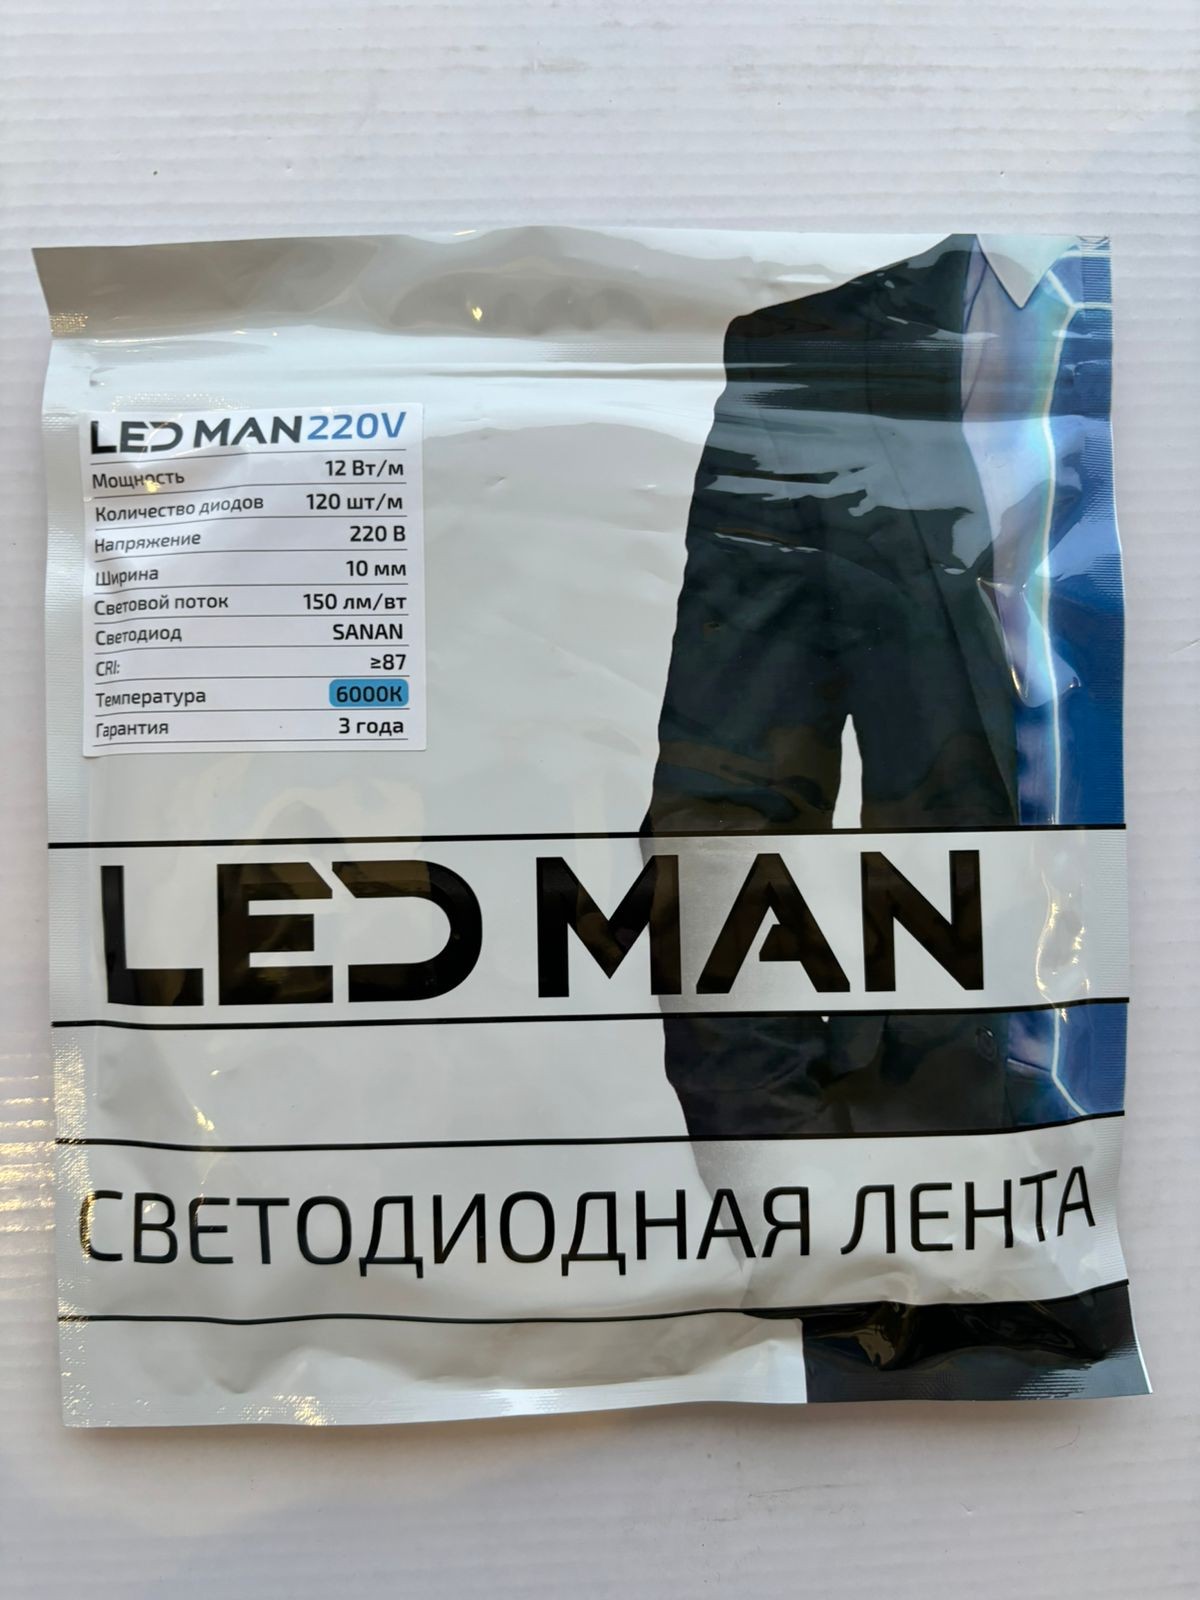 LED MAN 220V
Мощность 12 Вт/м
Количество диодов 120 шт/м
Напряжение 220 В
Ширина 10 мм
Световой поток 150 лм/вт
Светодиод SANAN
CRI: ≥87
Температура 6000К
Гарантия 3 года
LED MAN
СВЕТОДИОДНАЯ ЛЕНТА